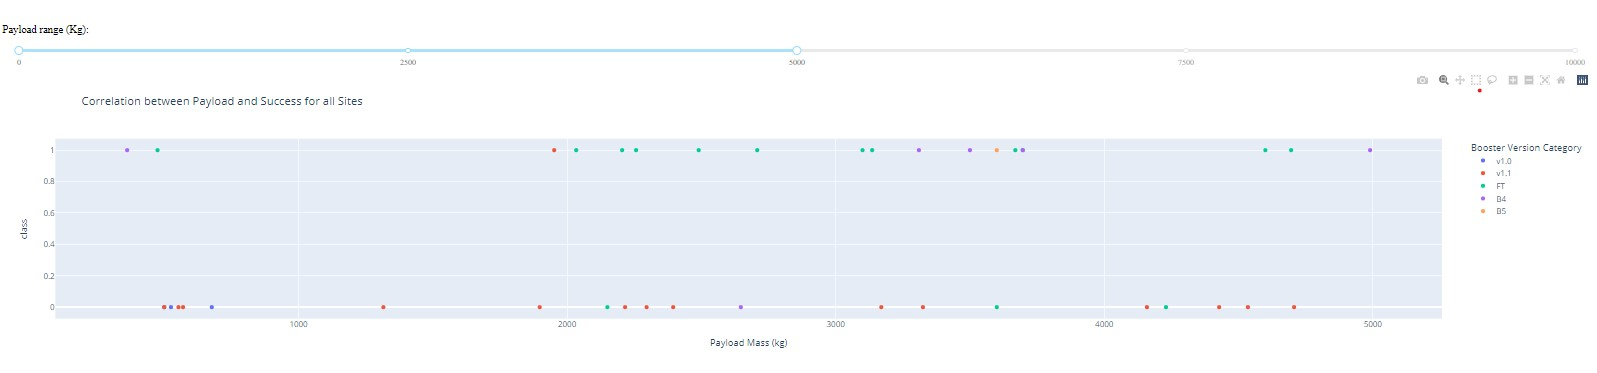 Payload range (Kg):
0 2500 5000 7500 10000
Correlation between Payload and Success for all Sites
Booster Version Category
v1.0
v1.1
FT
B4
B5
1
0.8
0.6
0.4
0.2
0
class
1000 2000 3000 4000 5000
Payload Mass (kg)